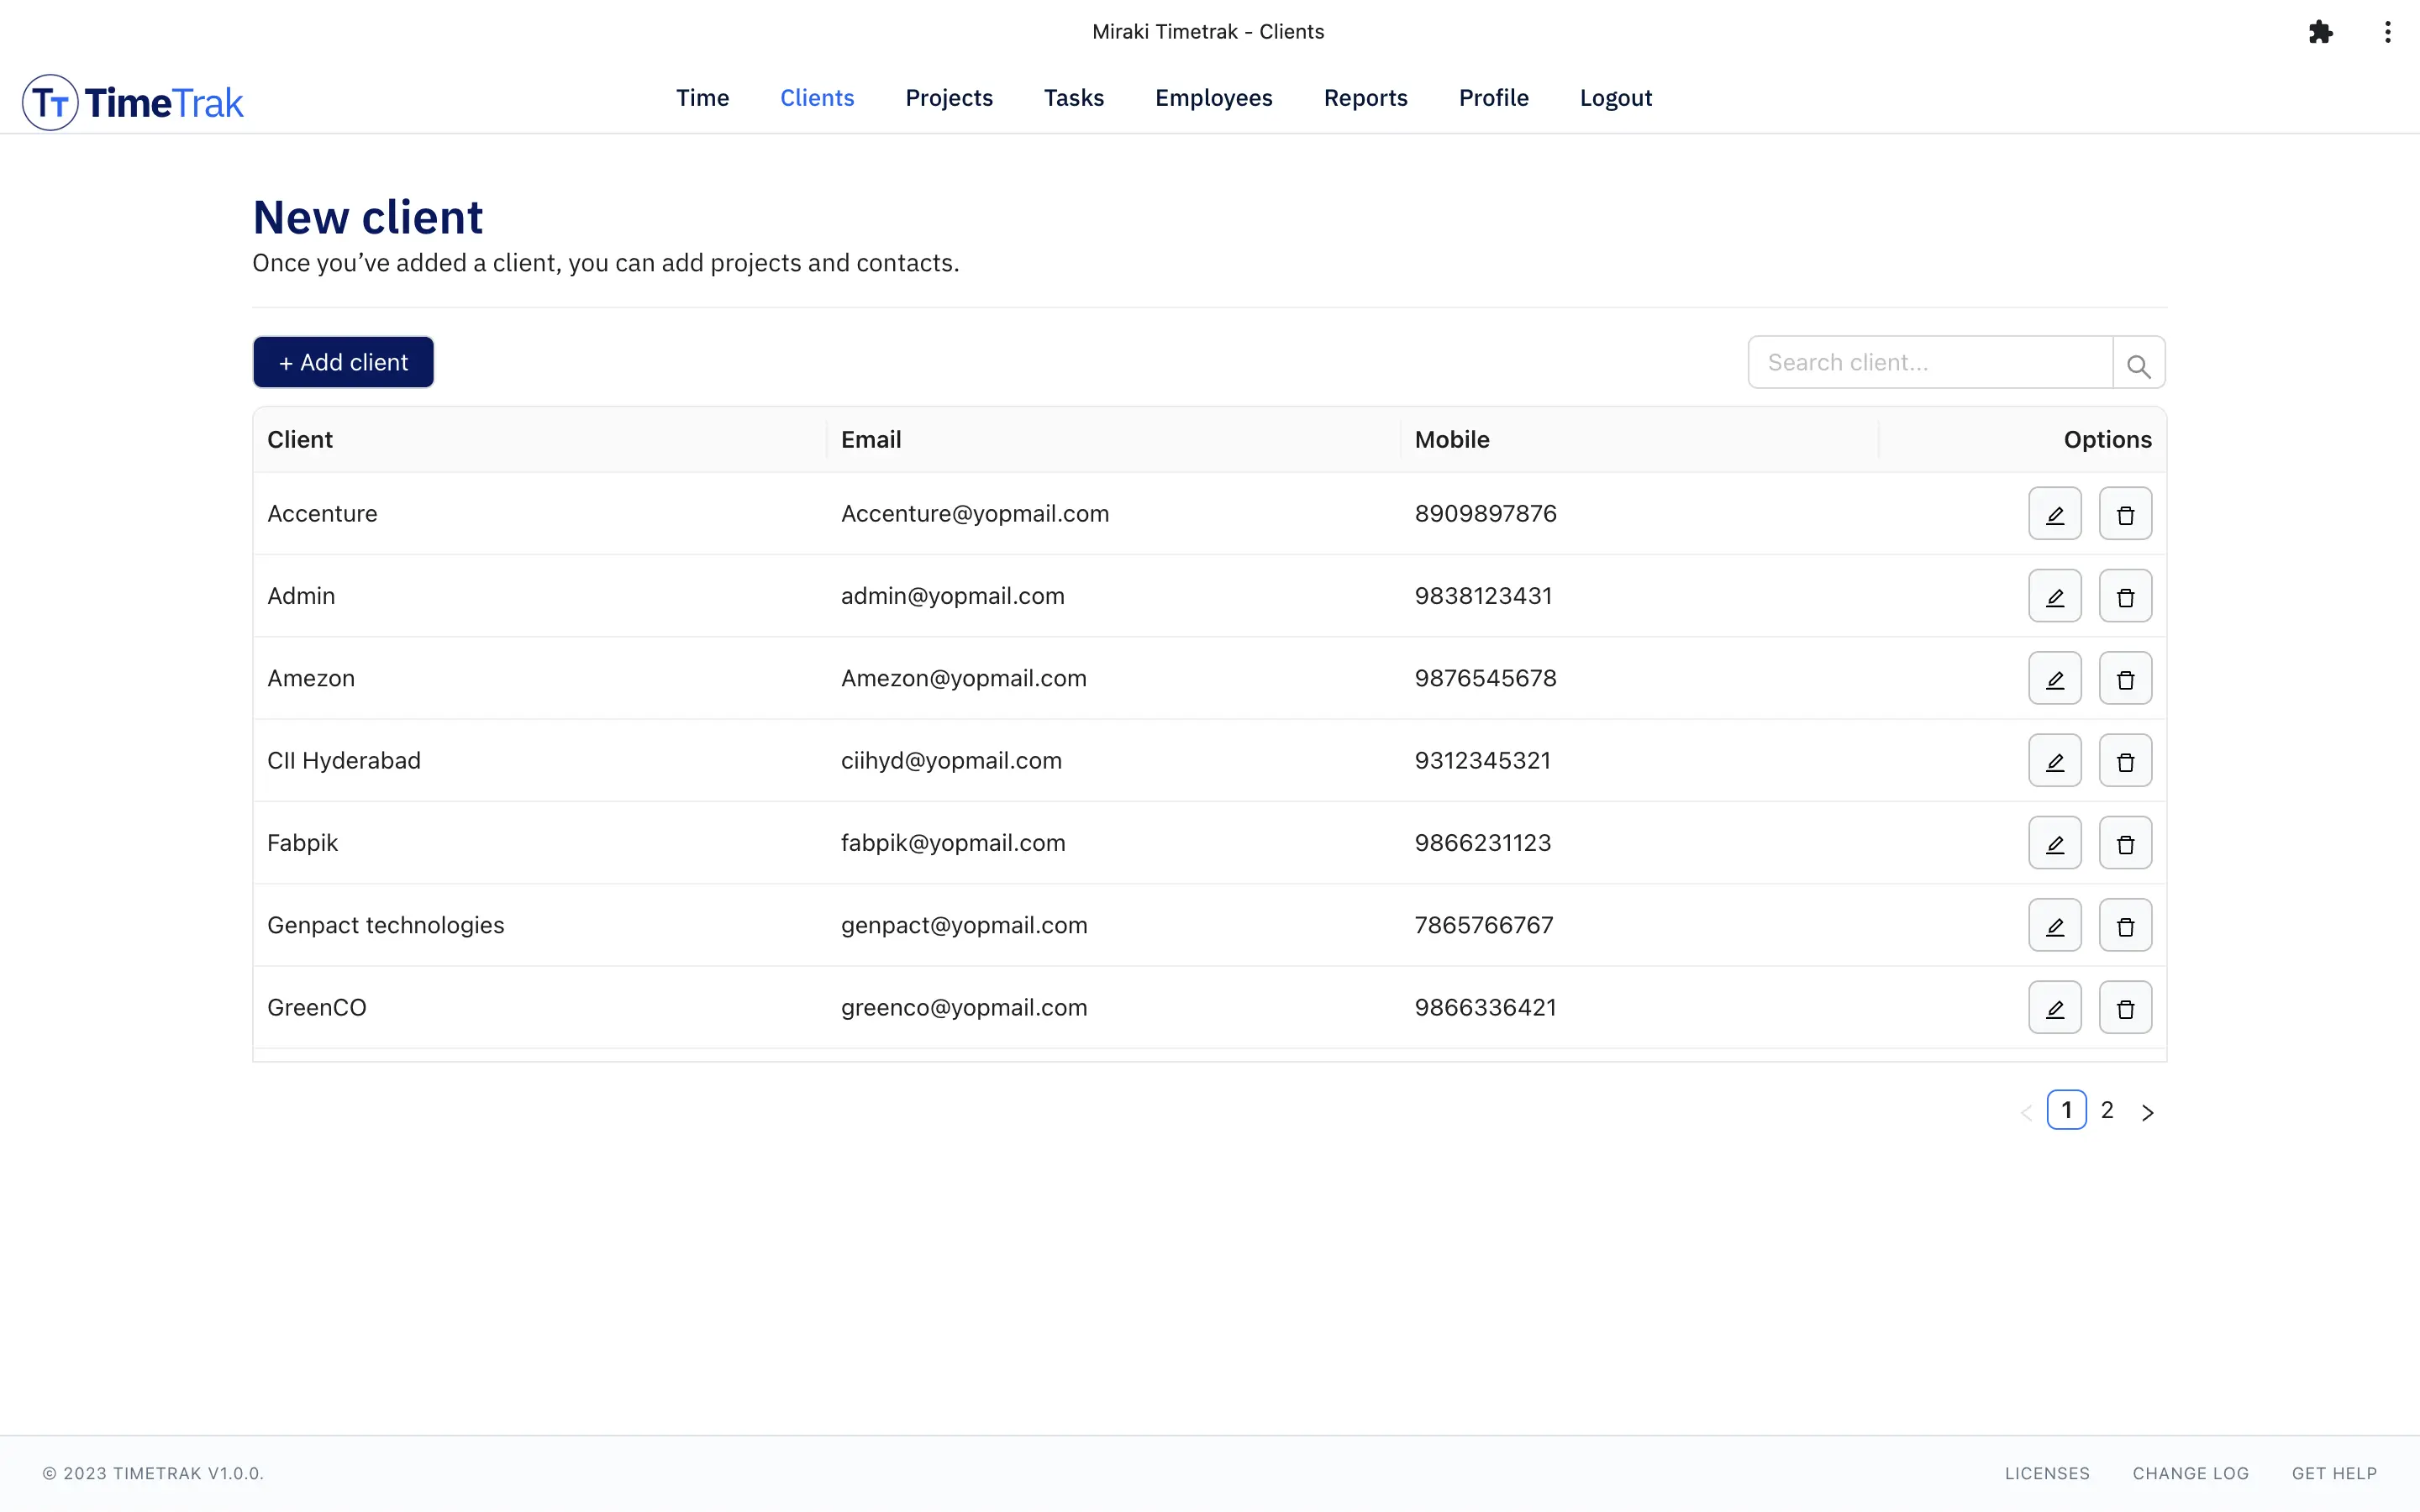 Miraki Timetrak - Clients
TT TimeTrak
Time Clients Projects Tasks Employees Reports Profile Logout
New client
Once you’ve added a client, you can add projects and contacts.
+ Add client
Search client...
Client Email Mobile Options
Accenture Accenture@yopmail.com 8909897876
Admin admin@yopmail.com 9838123431
Amezon Amezon@yopmail.com 9876545678
CII Hyderabad ciihyd@yopmail.com 9312345321
Fabpik fabpik@yopmail.com 9866231123
Genpact technologies genpact@yopmail.com 7865766767
GreenCO greenco@yopmail.com 9866336421
< 1 2 >
© 2023 TIMETRAK V1.0.0. LICENSES CHANGE LOG GET HELP